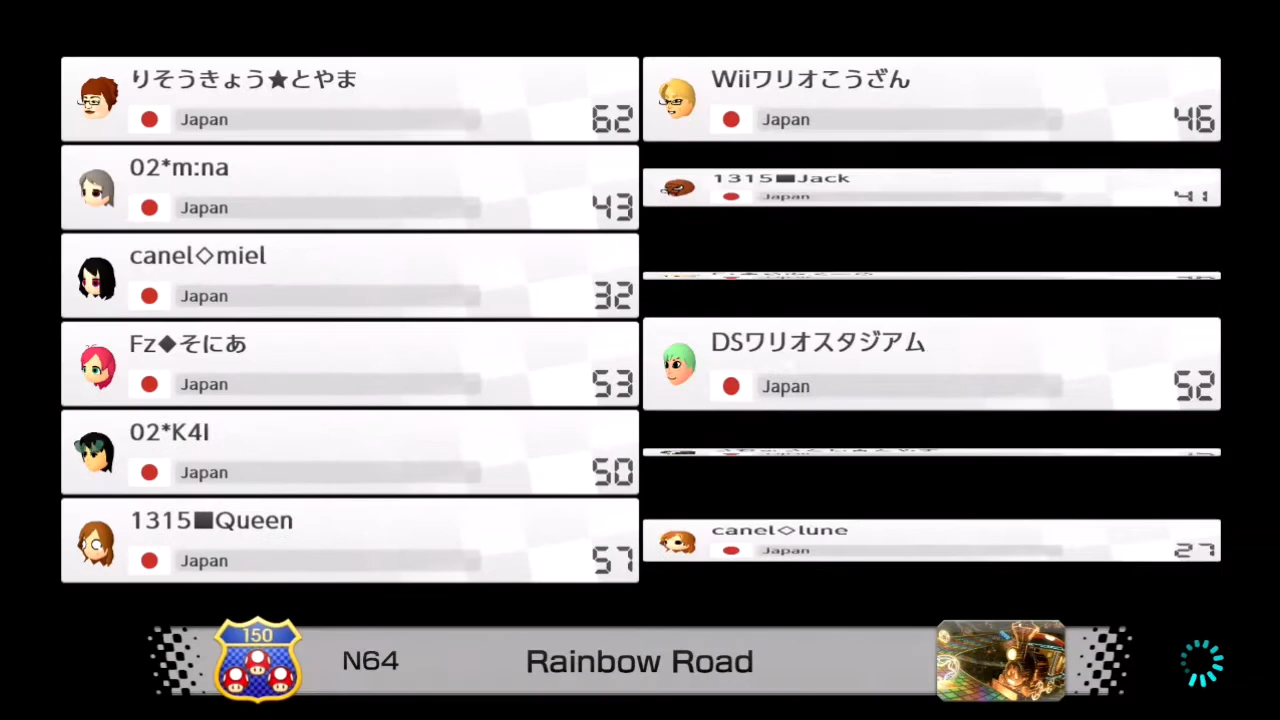 りそうきょう★とやま
Japan
62
02*m:na
Japan
43
canel◇miel
Japan
32
Fz◆そにあ
Japan
53
02*K4I
Japan
50
1315■Queen
Japan
57
Wiiワリオこうざん
Japan
46
1315■Jack
Japan
41
DSワリオスタジアム
Japan
52
canel◇lune
Japan
27
150
N64
Rainbow Road